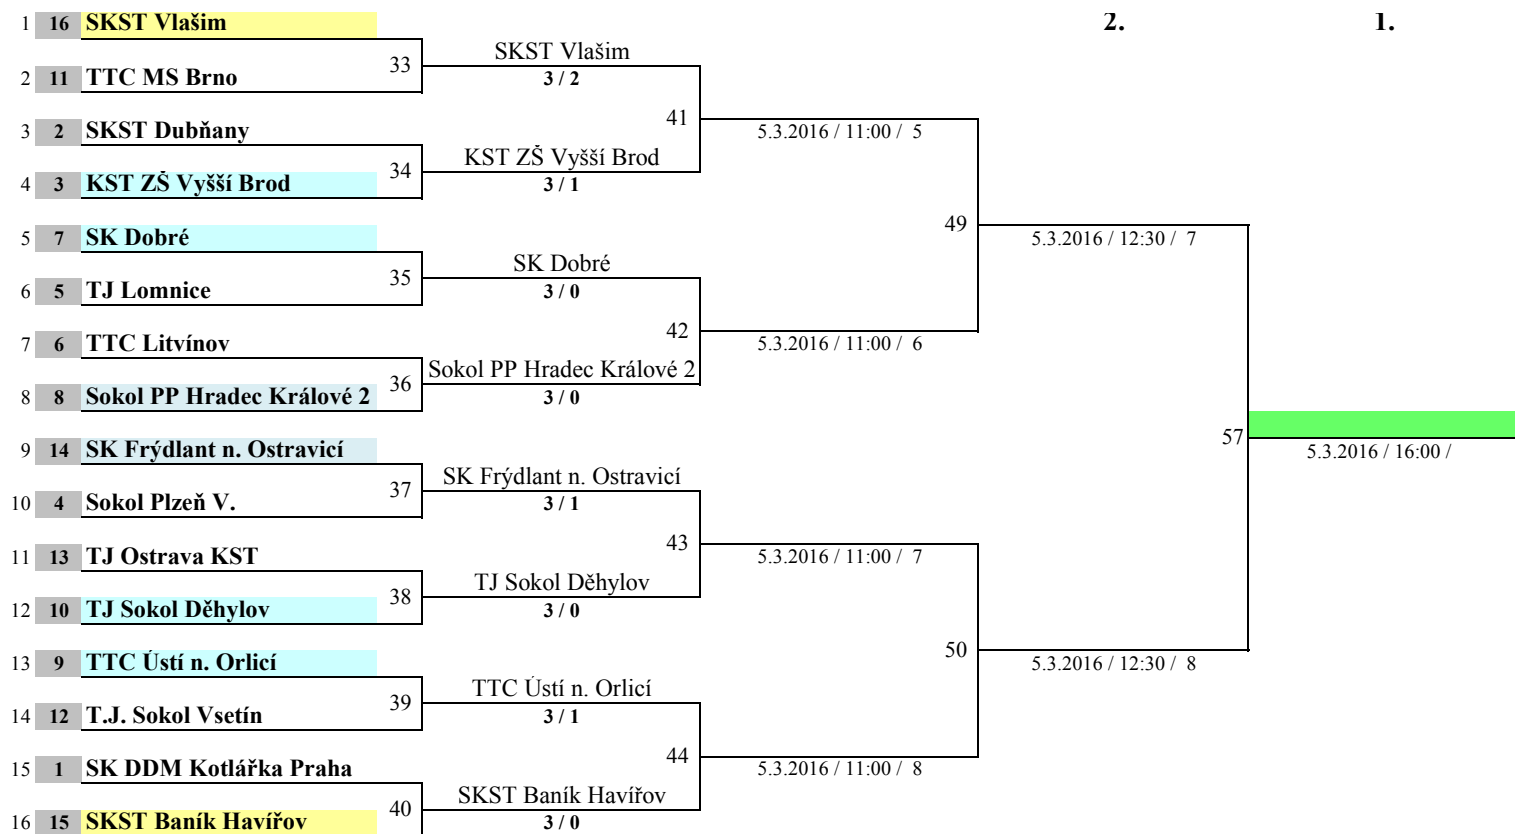 1 16 SKST Vlašim 2. 1.
SKST Vlašim
33
2 11 TTC MS Brno 3 / 2
41
3 2 SKST Dubňany 5.3.2016 / 11:00 / 5
KST ZŠ Vyšší Brod
34
4 3 KST ZŠ Vyšší Brod 3 / 1
49
5 7 SK Dobré 5.3.2016 / 12:30 / 7
SK Dobré
35
6 5 TJ Lomnice 3 / 0
42
7 6 TTC Litvínov 5.3.2016 / 11:00 / 6
Sokol PP Hradec Králové 2
36
8 8 Sokol PP Hradec Králové 2 3 / 0
57
9 14 SK Frýdlant n. Ostravicí 5.3.2016 / 16:00 /
SK Frýdlant n. Ostravicí
37
10 4 Sokol Plzeň V. 3 / 1
43
11 13 TJ Ostrava KST 5.3.2016 / 11:00 / 7
TJ Sokol Děhylov
38
12 10 TJ Sokol Děhylov 3 / 0
50
13 9 TTC Ústí n. Orlicí 5.3.2016 / 12:30 / 8
TTC Ústí n. Orlicí
39
14 12 T.J. Sokol Vsetín 3 / 1
44
15 1 SK DDM Kotlářka Praha 5.3.2016 / 11:00 / 8
SKST Baník Havířov
40
16 15 SKST Baník Havířov 3 / 0